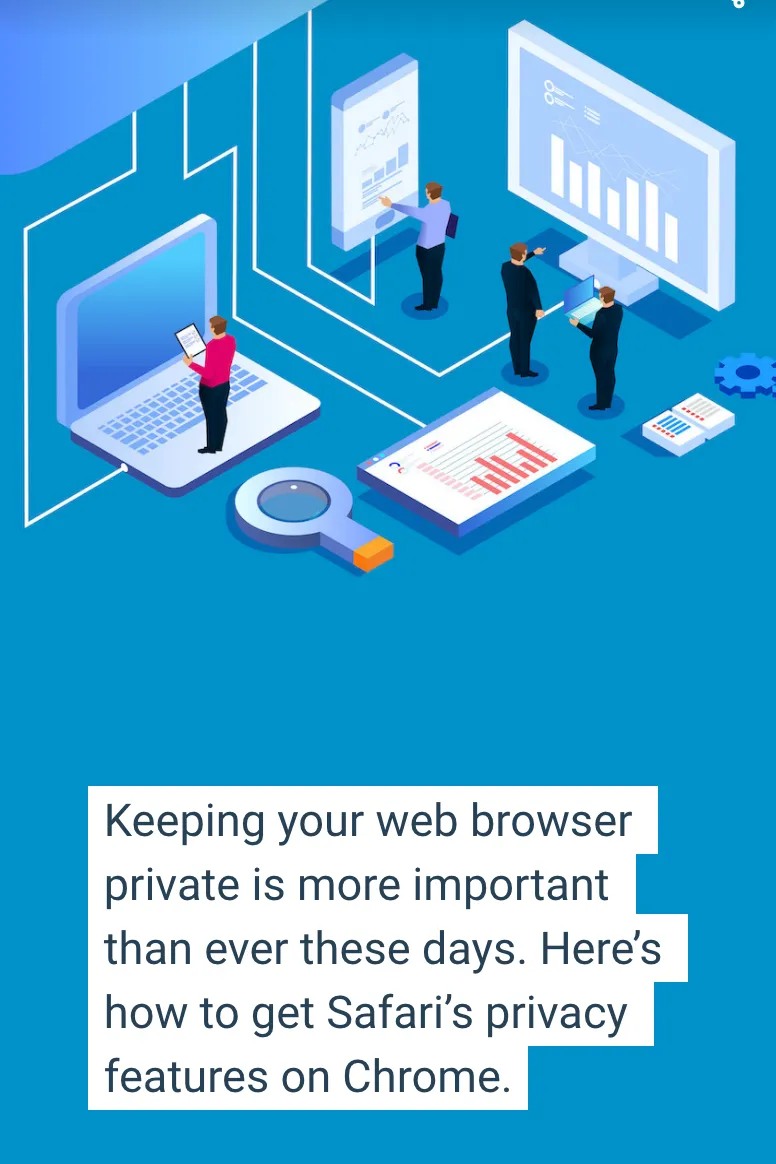 Keeping your web browser
private is more important
than ever these days. Here’s
how to get Safari’s privacy
features on Chrome.